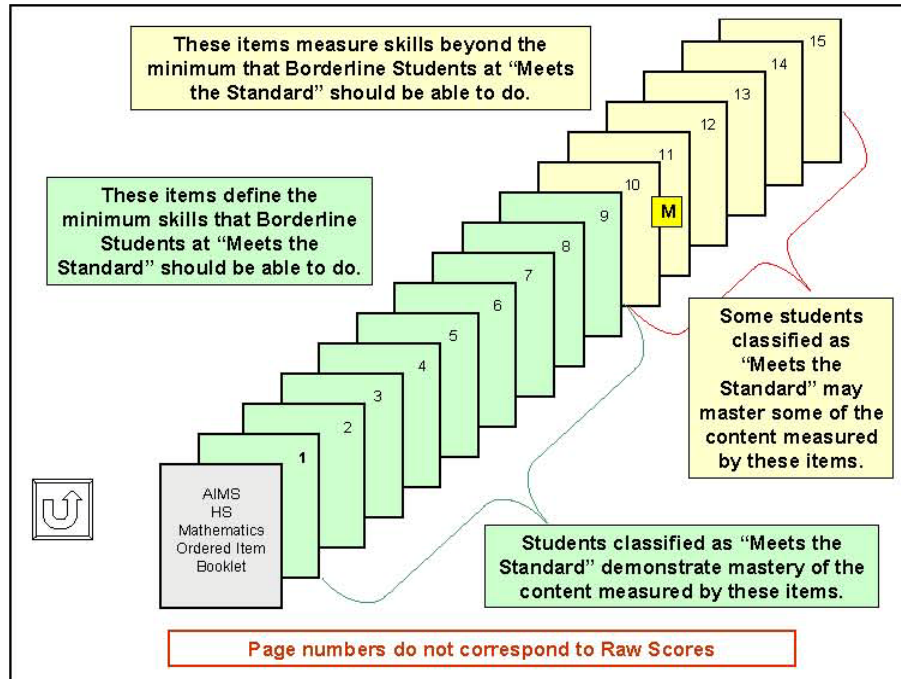 These items measure skills beyond the
minimum that Borderline Students at “Meets
the Standard” should be able to do.
These items define the
minimum skills that Borderline
Students at “Meets the
Standard” should be able to do.
15
14
13
12
11
10
M
9
8
7
6
5
4
3
2
1
AIMS
HS
Mathematics
Ordered Item
Booklet
Some students
classified as
“Meets the
Standard” may
master some of the
content measured
by these items.
Students classified as “Meets the
Standard” demonstrate mastery of the
content measured by these items.
Page numbers do not correspond to Raw Scores